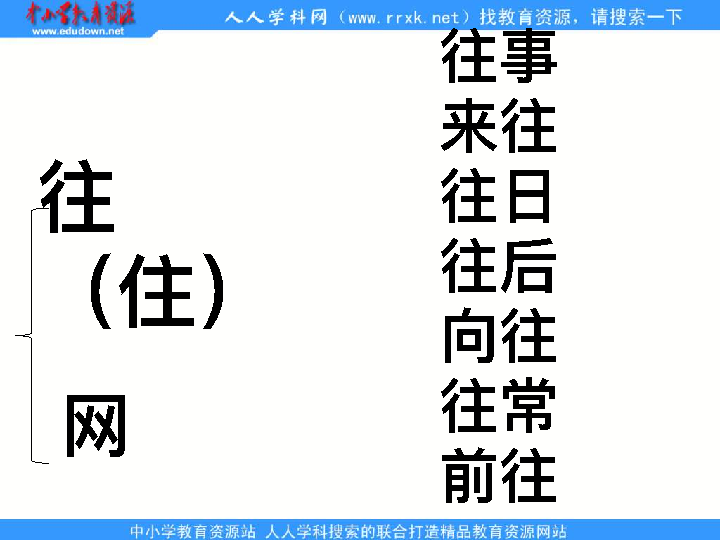 中小学教育资源
www.edudown.net
人人学科网（www.rrxk.net）找教育资源，请搜索一下
往
（住）
网
往事
来往
往日
往后
向往
往常
前往
中小学教育资源站 人人学科搜索的联合打造精品教育资源网站